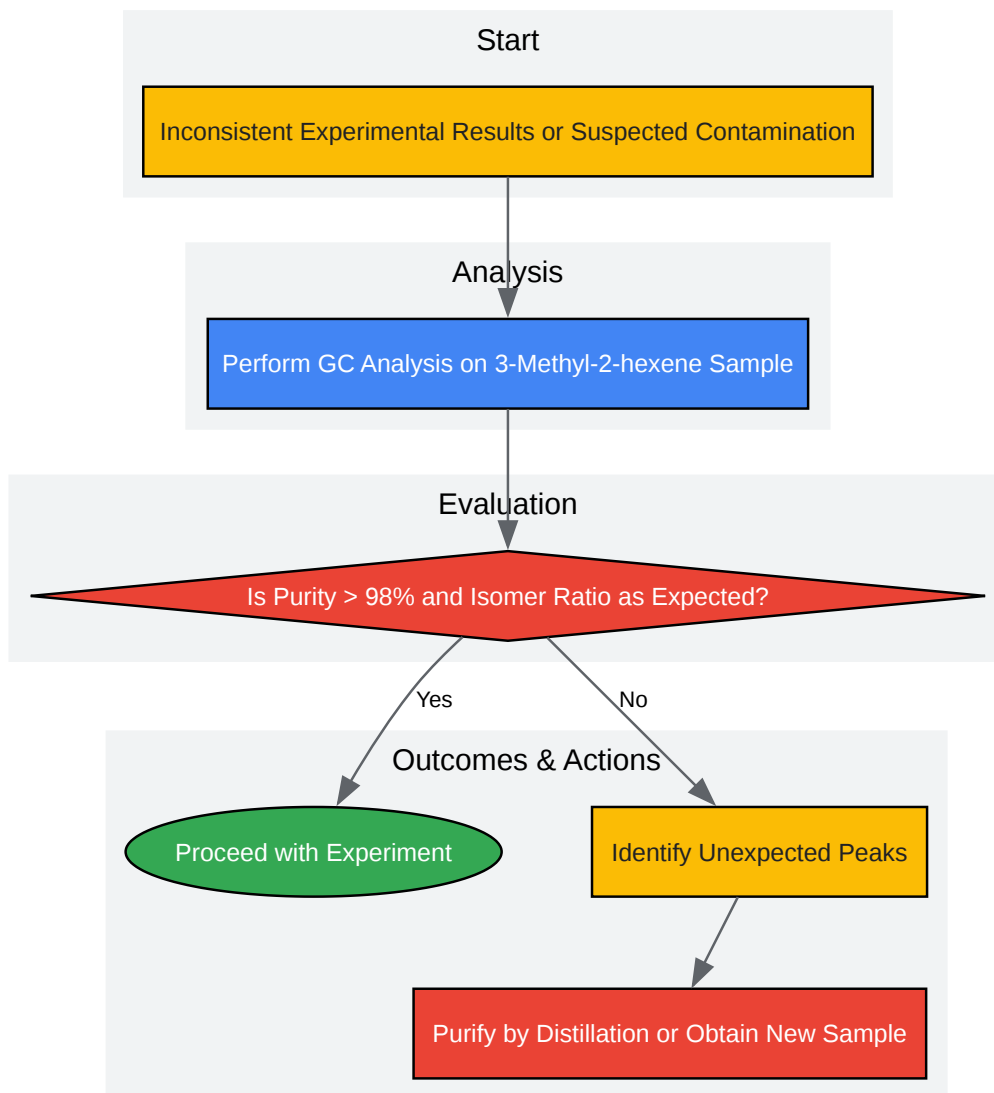 Start
Inconsistent Experimental Results or Suspected Contamination
Analysis
Perform GC Analysis on 3-Methyl-2-hexene Sample
Evaluation
Is Purity > 98% and Isomer Ratio as Expected?
Yes
No
Outcomes & Actions
Proceed with Experiment
Identify Unexpected Peaks
Purify by Distillation or Obtain New Sample